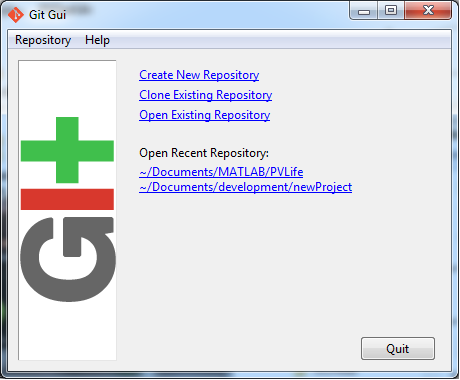 Git Gui
Repository Help
Create New Repository
Clone Existing Repository
Open Existing Repository
Open Recent Repository:
~/Documents/MATLAB/PVLife
~/Documents/development/newProject
GIt
Quit